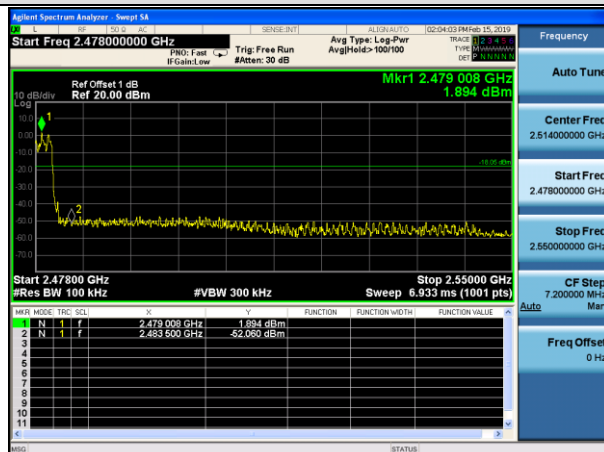 Agilent Spectrum Analyzer - Swept SA
L RF 50 Ω AC SENSE:INT ALIGNAUTO 02:04:03 PM Feb 15, 2019
Start Freq 2.478000000 GHz
PNO: Fast
IFGain:Low
Trig: Free Run
#Atten: 30 dB
Avg Type: Log-Pwr
Avg|Hold:> 100/100
TRACE 1 2 3 4 5
TYPE M
DET P N N N N N
Ref Offset 1 dB
Ref 20.00 dBm
10 dB/div
Log
Mkr1 2.479 008 GHz
1.894 dBm
10.0
0.00
-10.0
-20.0
-30.0
-40.0
-50.0
-60.0
-70.0
1
2
-18.05 dBm
Start 2.47800 GHz
Stop 2.55000 GHz
#Res BW 100 kHz
#VBW 300 kHz
Sweep 6.933 ms (1001 pts)
MKR MODE TRC SCL X Y FUNCTION FUNCTION WIDTH FUNCTION VALUE
1 N 1 f 2.479 008 GHz 1.894 dBm
2 N 1 f 2.483 500 GHz -52.060 dBm
3
4
5
6
7
8
9
10
11
MSG
STATUS
Frequency
Auto Tune
Center Freq
2.514000000 GHz
Start Freq
2.478000000 GHz
Stop Freq
2.550000000 GHz
CF Step
7.200000 MHz
Auto Man
Freq Offset
0 Hz